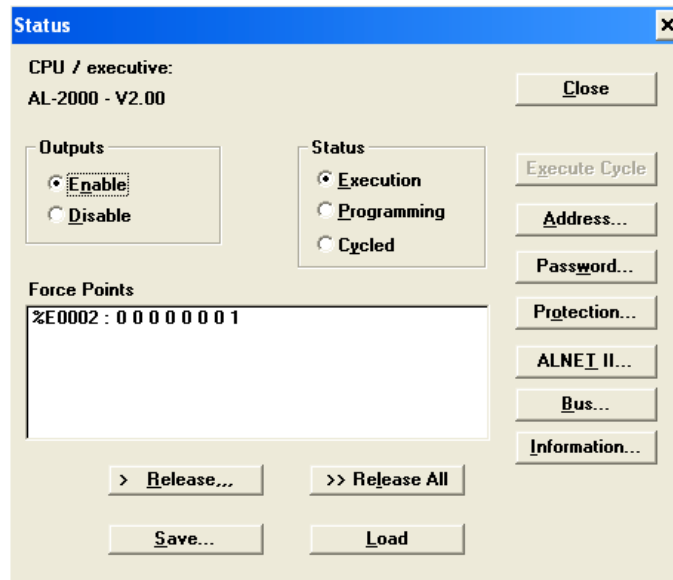 Status
CPU / executive:
AL-2000 - V2.00
Close
Outputs
Enable
Disable
Status
Execution
Programming
Cycled
Execute Cycle
Address...
Password...
Protection...
ALNET II...
Bus...
Information...
Force Points
%E0002 : 0 0 0 0 0 0 0 1
> Release,,,
>> Release All
Save...
Load